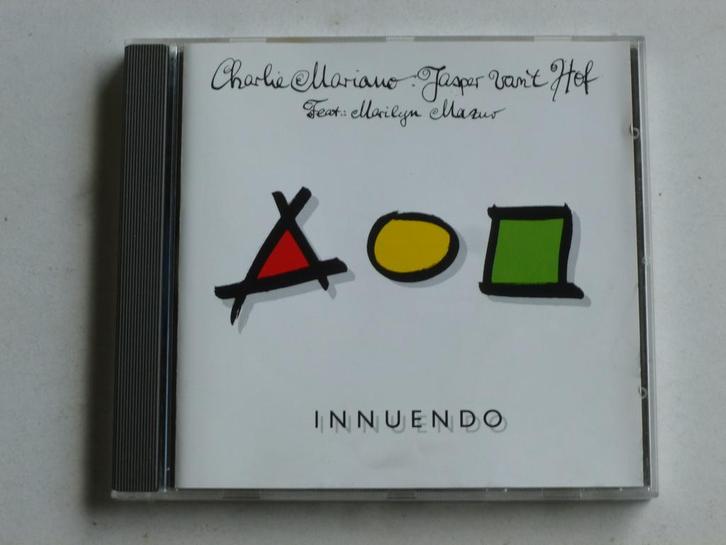 Charlie Mariano : Jasper van't Hof
Feat.: Marilyn Mazur
INNUENDO